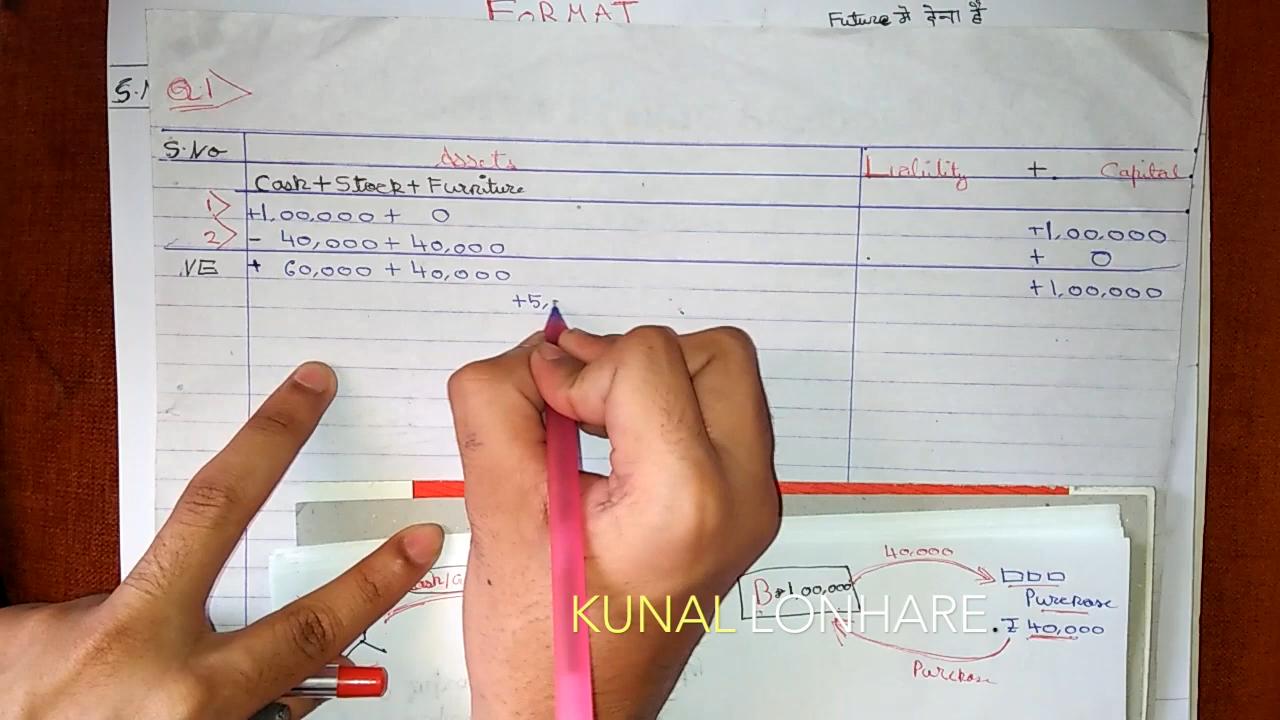 FORMAT
Future मे देना है
S.N
Q.1
S.No Assets Liability + Capital
Cash + Stock + Furniture
1> +1,00,000 + 0 +1,00,000
2> - 40,000 + 40,000 + 0
NE + 60,000 + 40,000 +1,00,000
+5,
40,000
B→1,00,000
Purchase
₹ 40,000
Purchase
KUNAL LONHARE